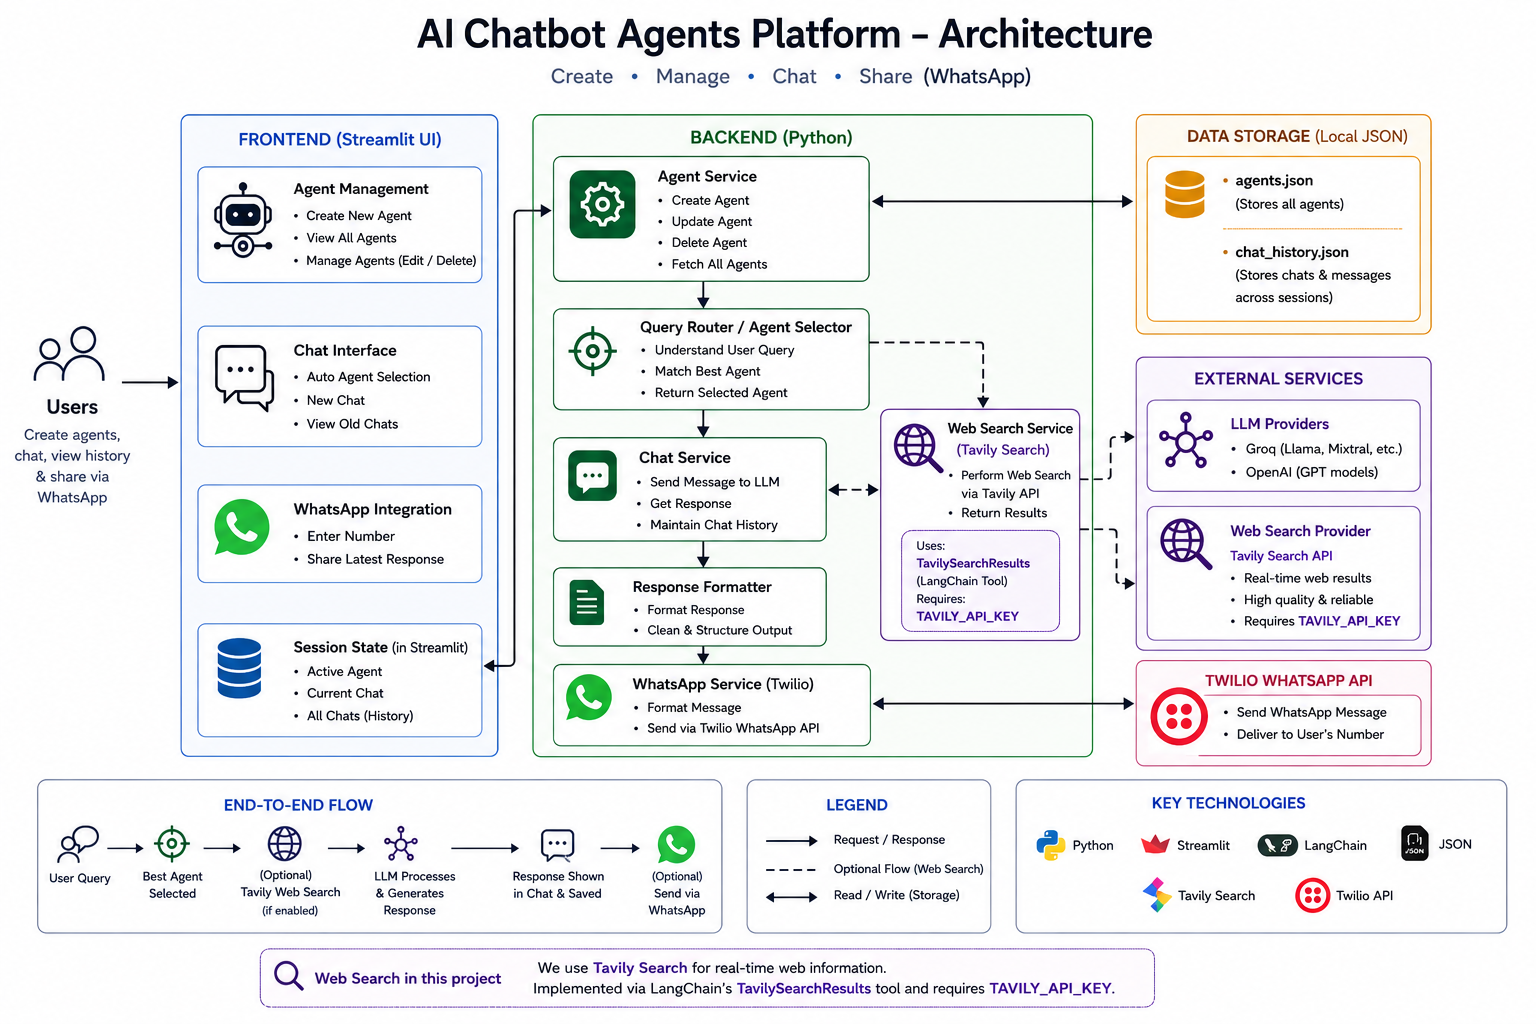 AI Chatbot Agents Platform – Architecture
Create • Manage • Chat • Share (WhatsApp)
Users
Create agents,
chat, view history
& share via
WhatsApp
FRONTEND (Streamlit UI)
Agent Management
• Create New Agent
• View All Agents
• Manage Agents (Edit / Delete)
Chat Interface
• Auto Agent Selection
• New Chat
• View Old Chats
WhatsApp Integration
• Enter Number
• Share Latest Response
Session State (in Streamlit)
• Active Agent
• Current Chat
• All Chats (History)
BACKEND (Python)
Agent Service
• Create Agent
• Update Agent
• Delete Agent
• Fetch All Agents
Query Router / Agent Selector
• Understand User Query
• Match Best Agent
• Return Selected Agent
Chat Service
• Send Message to LLM
• Get Response
• Maintain Chat History
Response Formatter
• Format Response
• Clean & Structure Output
WhatsApp Service (Twilio)
• Format Message
• Send via Twilio WhatsApp API
Web Search Service
(Tavily Search)
• Perform Web Search
via Tavily API
• Return Results
Uses:
TavilySearchResults
(LangChain Tool)
Requires:
TAVILY_API_KEY
DATA STORAGE (Local JSON)
• agents.json
(Stores all agents)
• chat_history.json
(Stores chats & messages
across sessions)
EXTERNAL SERVICES
LLM Providers
• Groq (Llama, Mixtral, etc.)
• OpenAI (GPT models)
Web Search Provider
Tavily Search API
• Real-time web results
• High quality & reliable
• Requires TAVILY_API_KEY
TWILIO WHATSAPP API
• Send WhatsApp Message
• Deliver to User's Number
END-TO-END FLOW
User Query
Best Agent
Selected
(Optional)
Tavily Web Search
(if enabled)
LLM Processes
& Generates
Response
Response Shown
in Chat & Saved
(Optional)
Send via
WhatsApp
LEGEND
Request / Response
Optional Flow (Web Search)
Read / Write (Storage)
KEY TECHNOLOGIES
Python
Streamlit
LangChain
JSON
JSON
Tavily Search
Twilio API
Web Search in this project
We use Tavily Search for real-time web information.
Implemented via LangChain's TavilySearchResults tool and requires TAVILY_API_KEY.